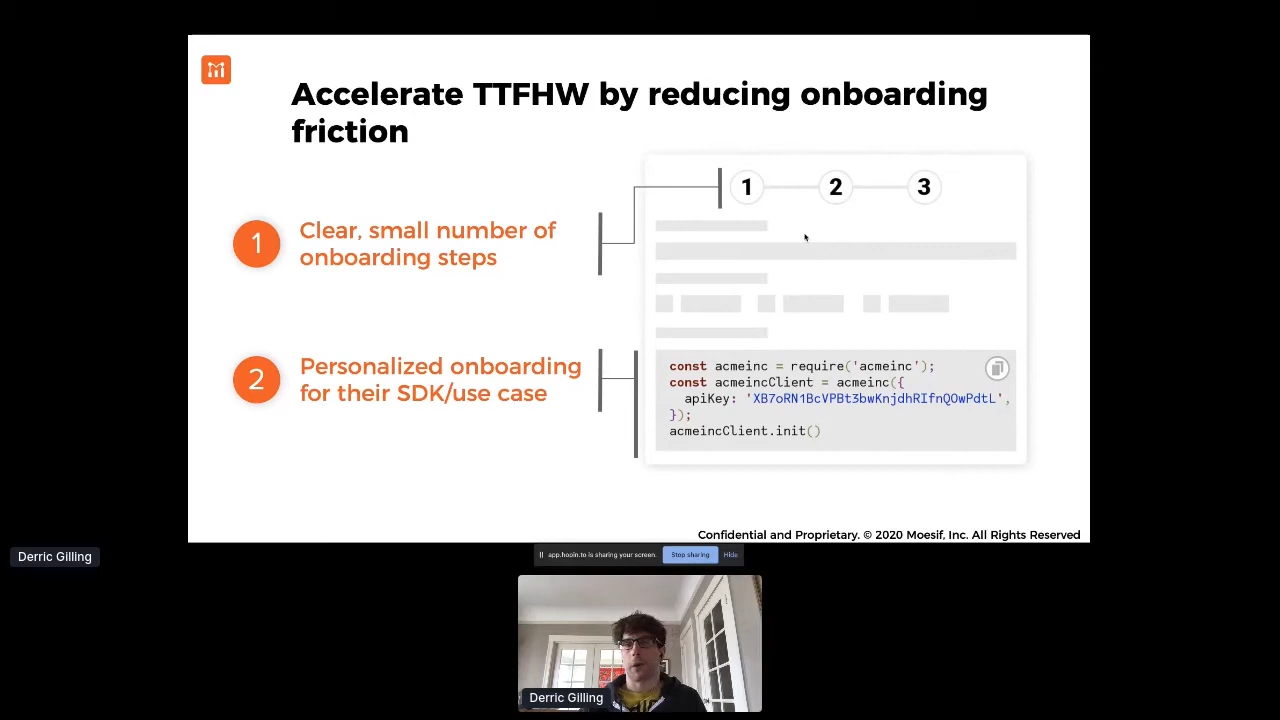 Accelerate TTFHW by reducing onboarding
friction
1
Clear, small number of
onboarding steps
2
Personalized onboarding
for their SDK/use case
1 2 3
const acmeinc = require('acmeinc');
const acmeincClient = acmeinc({
apiKey: 'XB7oRN1BcVPBt3bwKnjdhRIfnQOwPdtL',
});
acmeincClient.init()
Confidential and Proprietary. © 2020 Moesif, Inc. All Rights Reserved
Derric Gilling
app.hopin.to is sharing your screen. Stop sharing Hide
Derric Gilling